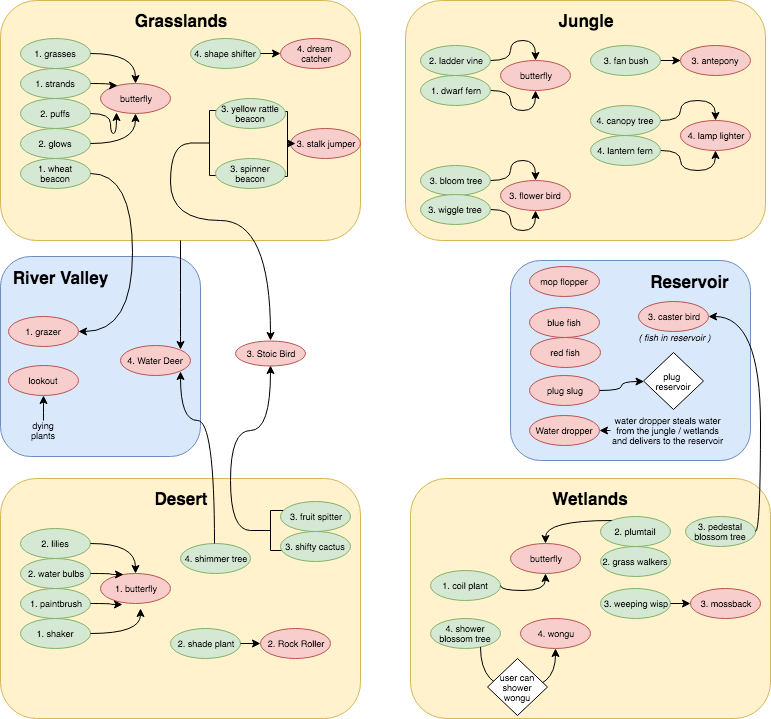 Grasslands
1. grasses
1. strands
2. puffs
2. glows
1. wheat
beacon
butterfly
4. shape shifter
4. dream
catcher
3. yellow rattle
beacon
3. spinner
beacon
3. stalk jumper
Jungle
2. ladder vine
1. dwarf fern
butterfly
3. fan bush
3. antepony
4. canopy tree
4. lantern fern
4. lamp lighter
3. bloom tree
3. wiggle tree
3. flower bird
River Valley
1. grazer
lookout
dying
plants
4. Water Deer
3. Stoic Bird
Reservoir
mop flopper
blue fish
red fish
plug slug
Water dropper
3. caster bird
( fish in reservoir )
plug
reservoir
water dropper steals water
from the jungle / wetlands
and delivers to the reservoir
Desert
2. lilies
2. water bulbs
1. paintbrush
1. shaker
1. butterfly
4. shimmer tree
3. fruit spitter
3. shifty cactus
2. shade plant
2. Rock Roller
Wetlands
2. plumtail
2. grass walkers
butterfly
1. coil plant
3. pedestal
blossom tree
3. weeping wisp
3. mossback
4. shower
blossom tree
4. wongu
user can
shower
wongu